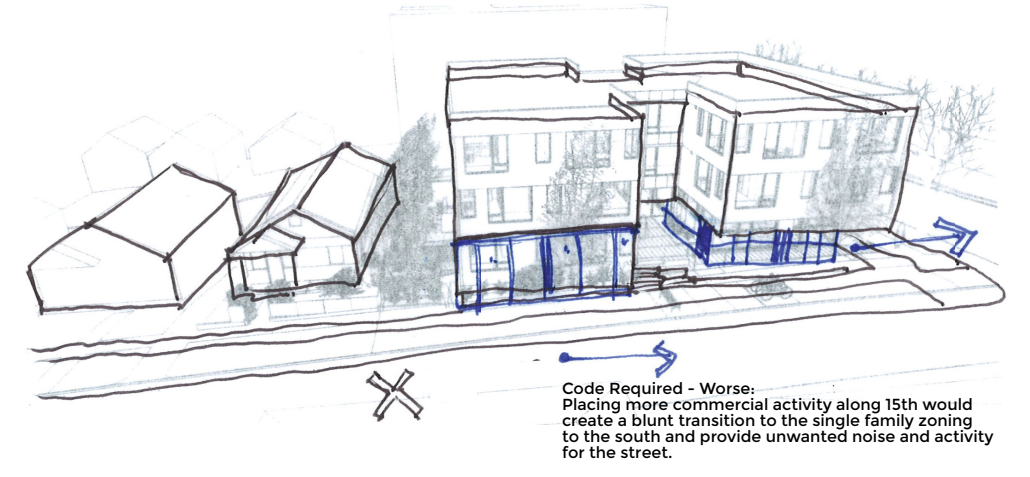 Code Required - Worse:
Placing more commercial activity along 15th would
create a blunt transition to the single family zoning
to the south and provide unwanted noise and activity
for the street.